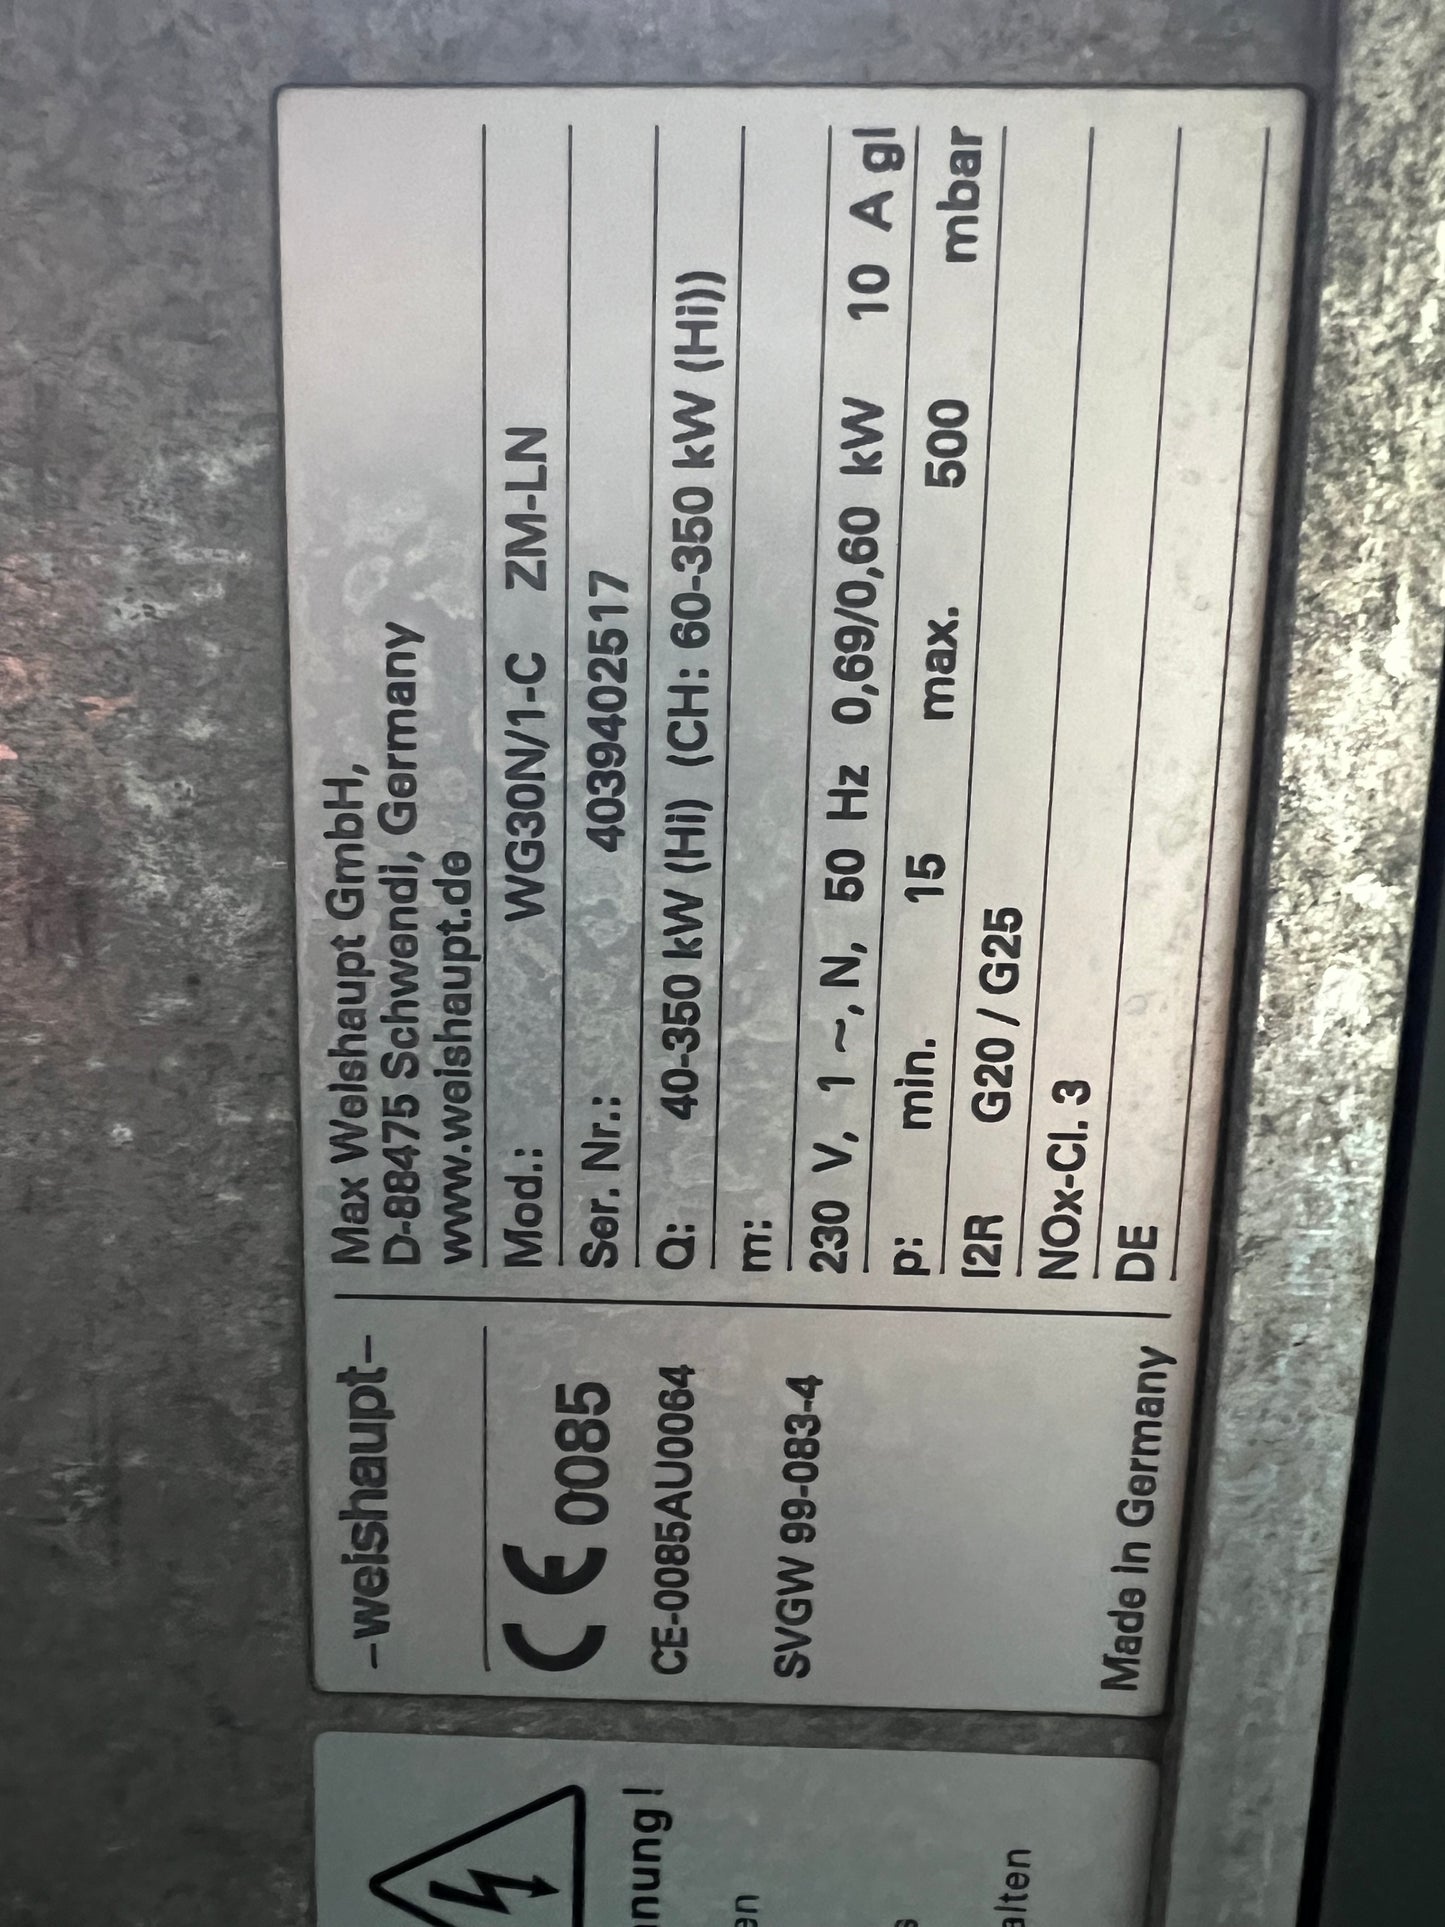 -weishaupt-
Max Weishaupt GmbH,
D-88475 Schwendi, Germany
www.weishaupt.de
CE 0085
CE-0085AU0064
SVGW 99-083-4
Made in Germany
Mod.: WG30N/1-C ZM-LN
Ser. Nr.: 4039402517
Q: 40-350 kW (Hi) (CH: 60-350 kW (Hi))
m:
230 V, 1 ~, N, 50 Hz 0,69/0,60 kW 10 A gl
p: min. 15 max. 500 mbar
I2R G20 / G25
NOx-Cl. 3
DE